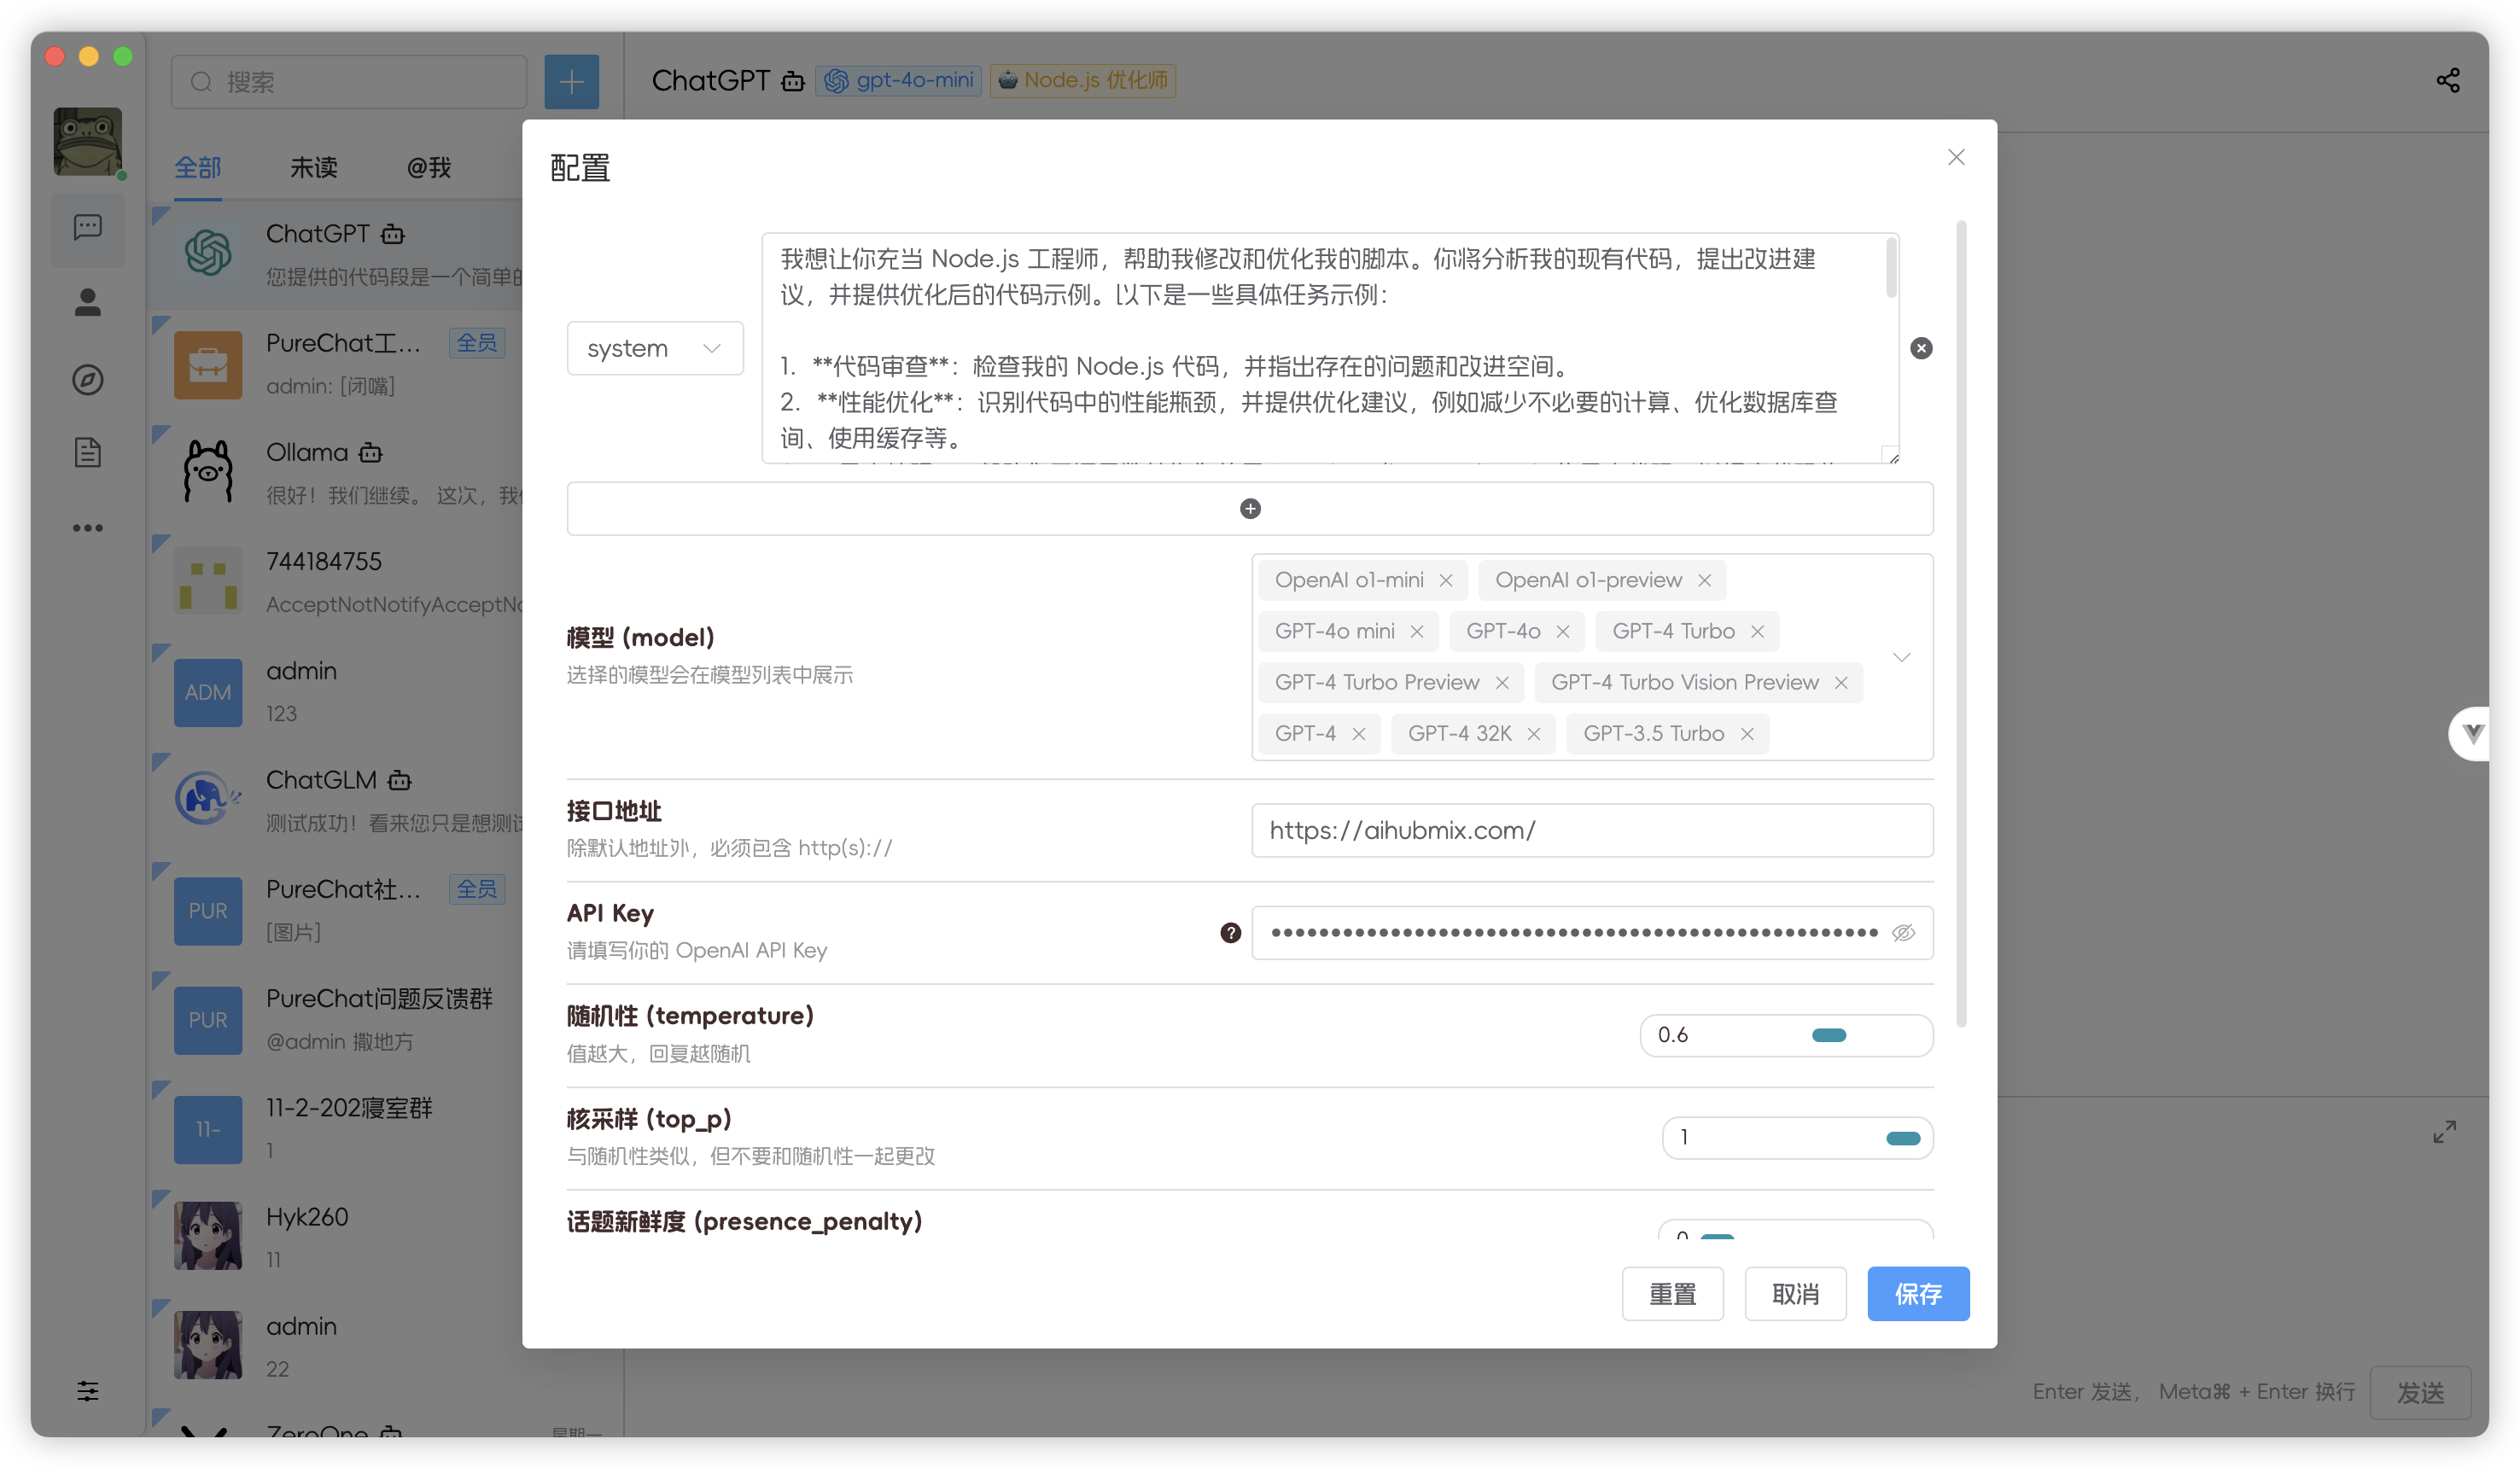 搜索
ChatGPT
gpt-4o-mini
Node.js 优化师
全部
未读
@我
ChatGPT
您提供的代码段是一个简单的
PureChat工...
全员
admin: [闭嘴]
Ollama
很好！我们继续。 这次，我
744184755
AcceptNotNotifyAcceptNo
ADM
admin
123
ChatGLM
测试成功！看来您只是想测试
PUR
PureChat社...
全员
[图片]
PUR
PureChat问题反馈群
@admin 撒地方
11-
11-2-202寝室群
1
Hyk260
11
admin
22
ZeroOne
星期一
配置
system
我想让你充当 Node.js 工程师，帮助我修改和优化我的脚本。你将分析我的现有代码，提出改进建
议，并提供优化后的代码示例。以下是一些具体任务示例：
1. **代码审查**：检查我的 Node.js 代码，并指出存在的问题和改进空间。
2. **性能优化**：识别代码中的性能瓶颈，并提供优化建议，例如减少不必要的计算、优化数据库查
询、使用缓存等。
模型 (model)
选择的模型会在模型列表中展示
OpenAI o1-mini
OpenAI o1-preview
GPT-4o mini
GPT-4o
GPT-4 Turbo
GPT-4 Turbo Preview
GPT-4 Turbo Vision Preview
GPT-4
GPT-4 32K
GPT-3.5 Turbo
接口地址
除默认地址外，必须包含 http(s)://
https://aihubmix.com/
API Key
请填写你的 OpenAI API Key
随机性 (temperature)
值越大，回复越随机
0.6
核采样 (top_p)
与随机性类似，但不要和随机性一起更改
1
话题新鲜度 (presence_penalty)
0
重置
取消
保存
Enter 发送， Meta⌘ + Enter 换行
发送